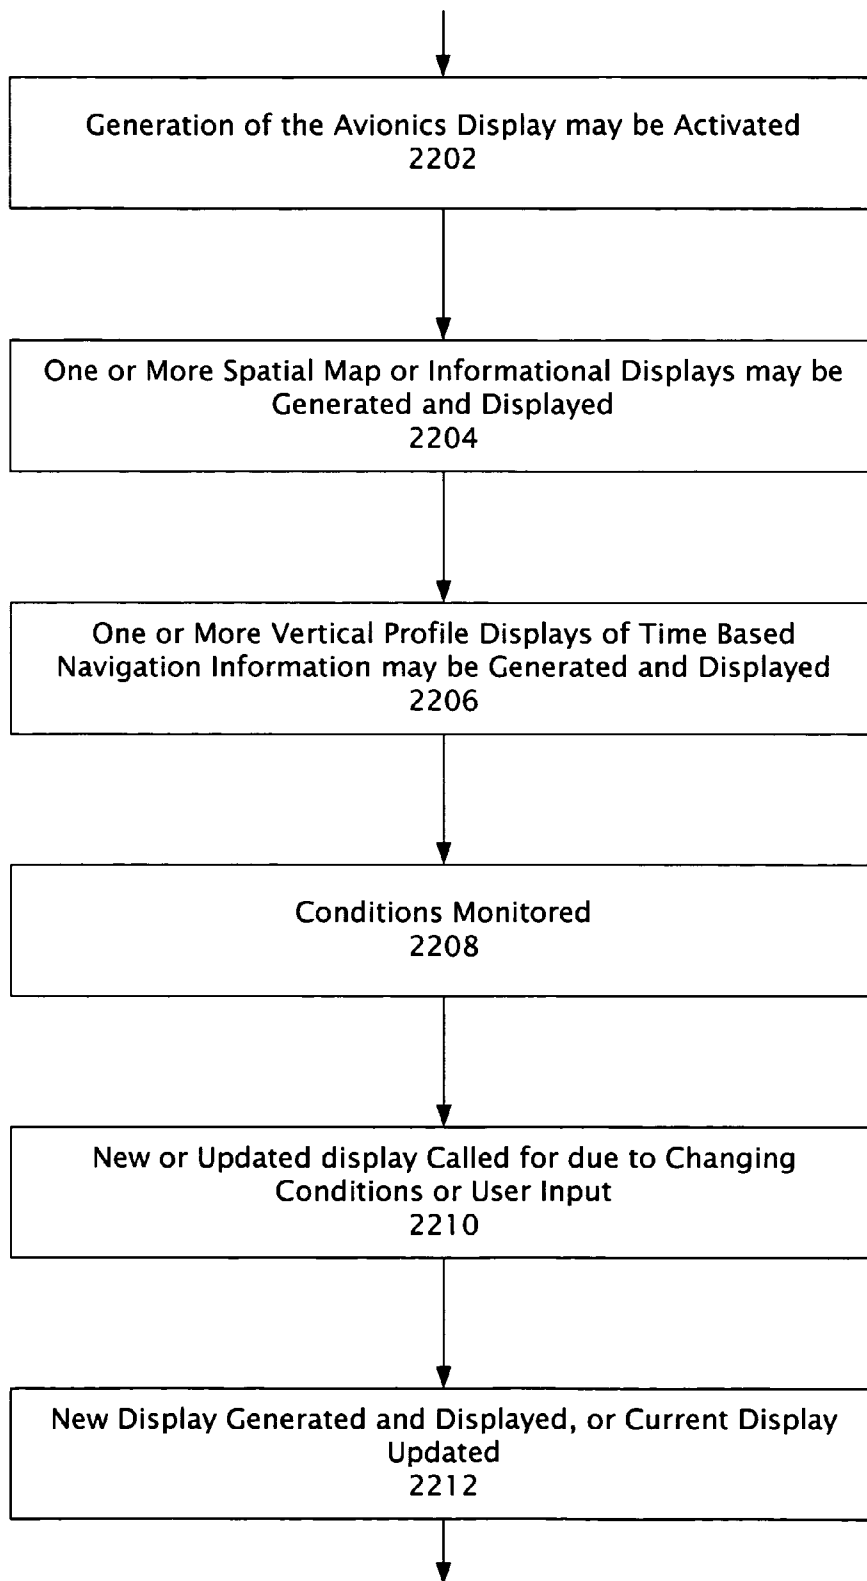 Generation of the Avionics Display may be Activated
2202
One or More Spatial Map or Informational Displays may be
Generated and Displayed
2204
One or More Vertical Profile Displays of Time Based
Navigation Information may be Generated and Displayed
2206
Conditions Monitored
2208
New or Updated display Called for due to Changing
Conditions or User Input
2210
New Display Generated and Displayed, or Current Display
Updated
2212